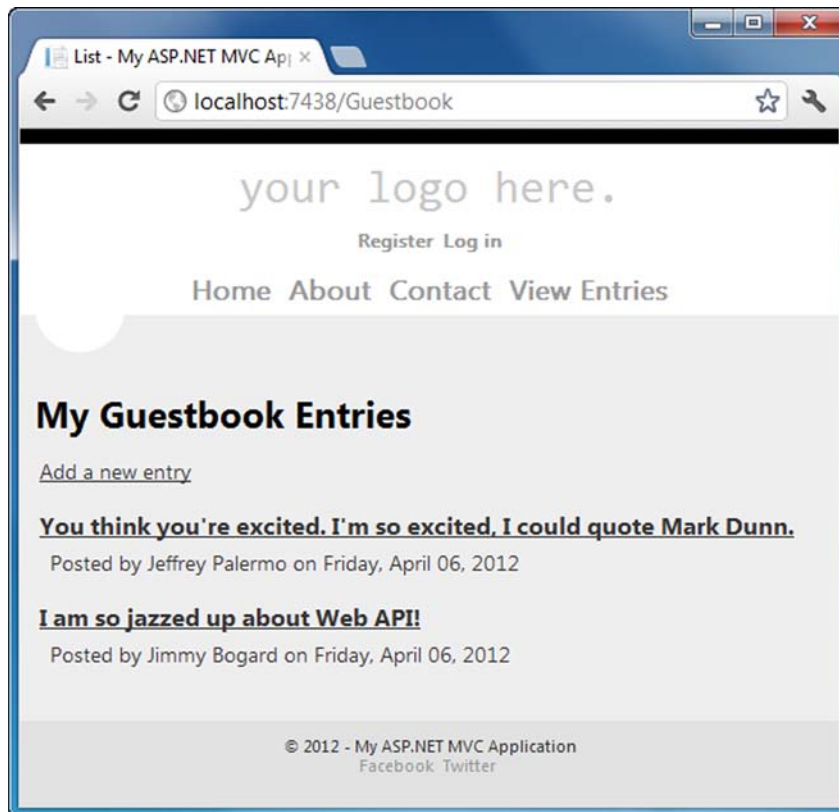 List - My ASP.NET MVC Ap
localhost:7438/Guestbook
your logo here.
Register Log in
Home About Contact View Entries
My Guestbook Entries
Add a new entry
You think you're excited. I'm so excited, I could quote Mark Dunn.
Posted by Jeffrey Palermo on Friday, April 06, 2012
I am so jazzed up about Web API!
Posted by Jimmy Bogard on Friday, April 06, 2012
© 2012 - My ASP.NET MVC Application
Facebook Twitter